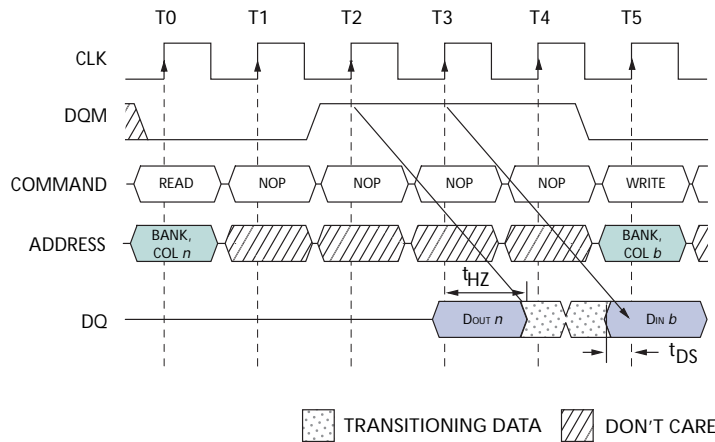 T0 T1 T2 T3 T4 T5
CLK
DQM
COMMAND READ NOP NOP NOP NOP WRITE
ADDRESS BANK, COL n BANK, COL b
tHZ
DQ DOUT n DIN b
tDS
TRANSITIONING DATA DON'T CARE